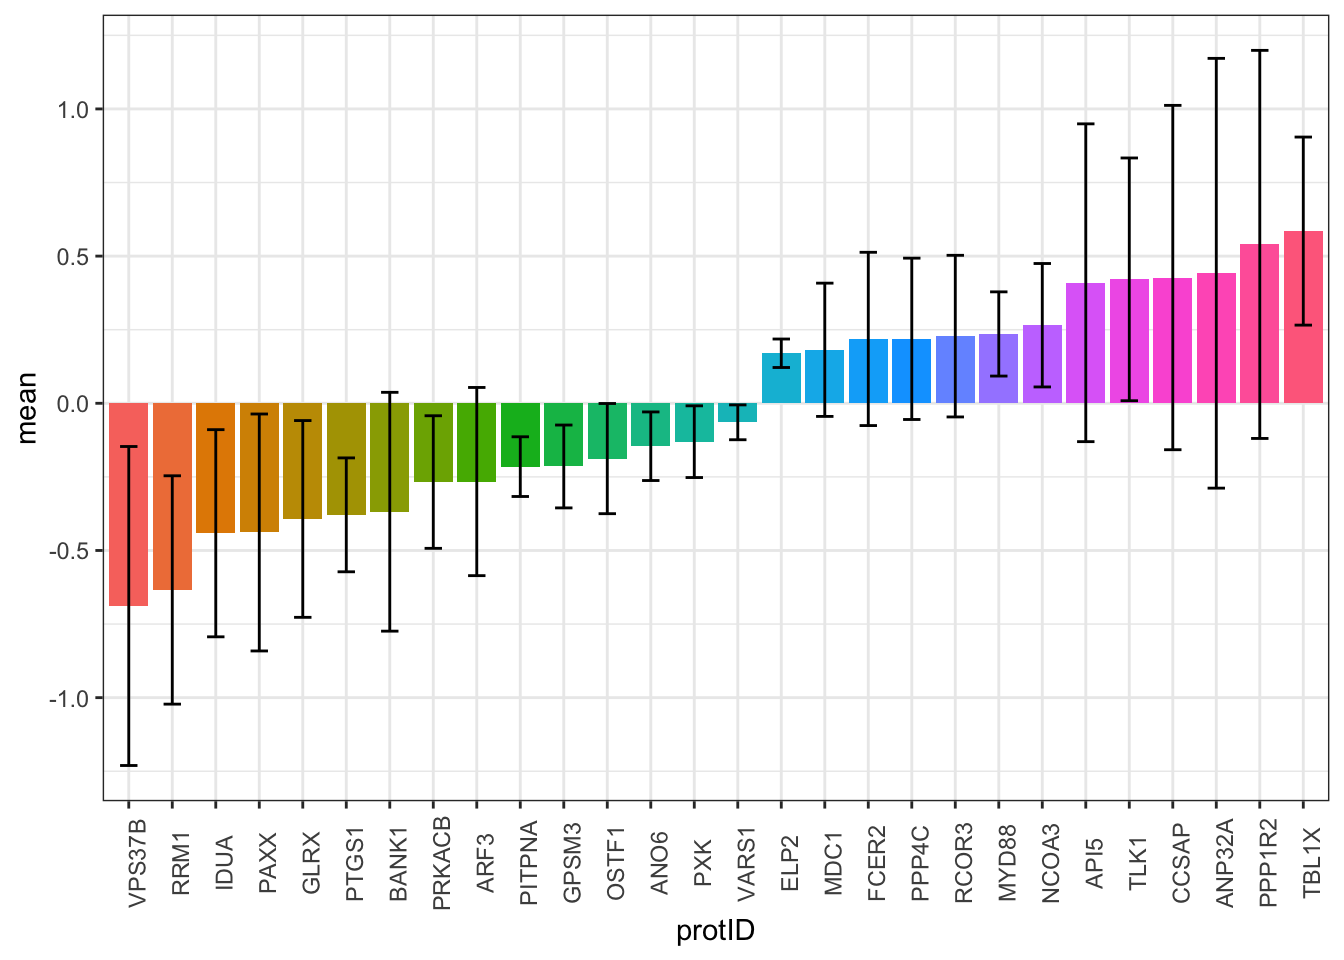 mean
1.0
0.5
0.0
-0.5
-1.0
VPS37B
RRM1
IDUA
PAXX
GLRX
PTGS1
BANK1
PRKACB
ARF3
PITPNA
GPSM3
OSTF1
ANO6
PXK
VARS1
ELP2
MDC1
FCER2
PPP4C
RCOR3
MYD88
NCOA3
API5
TLK1
CCSAP
ANP32A
PPP1R2
TBL1X
protID